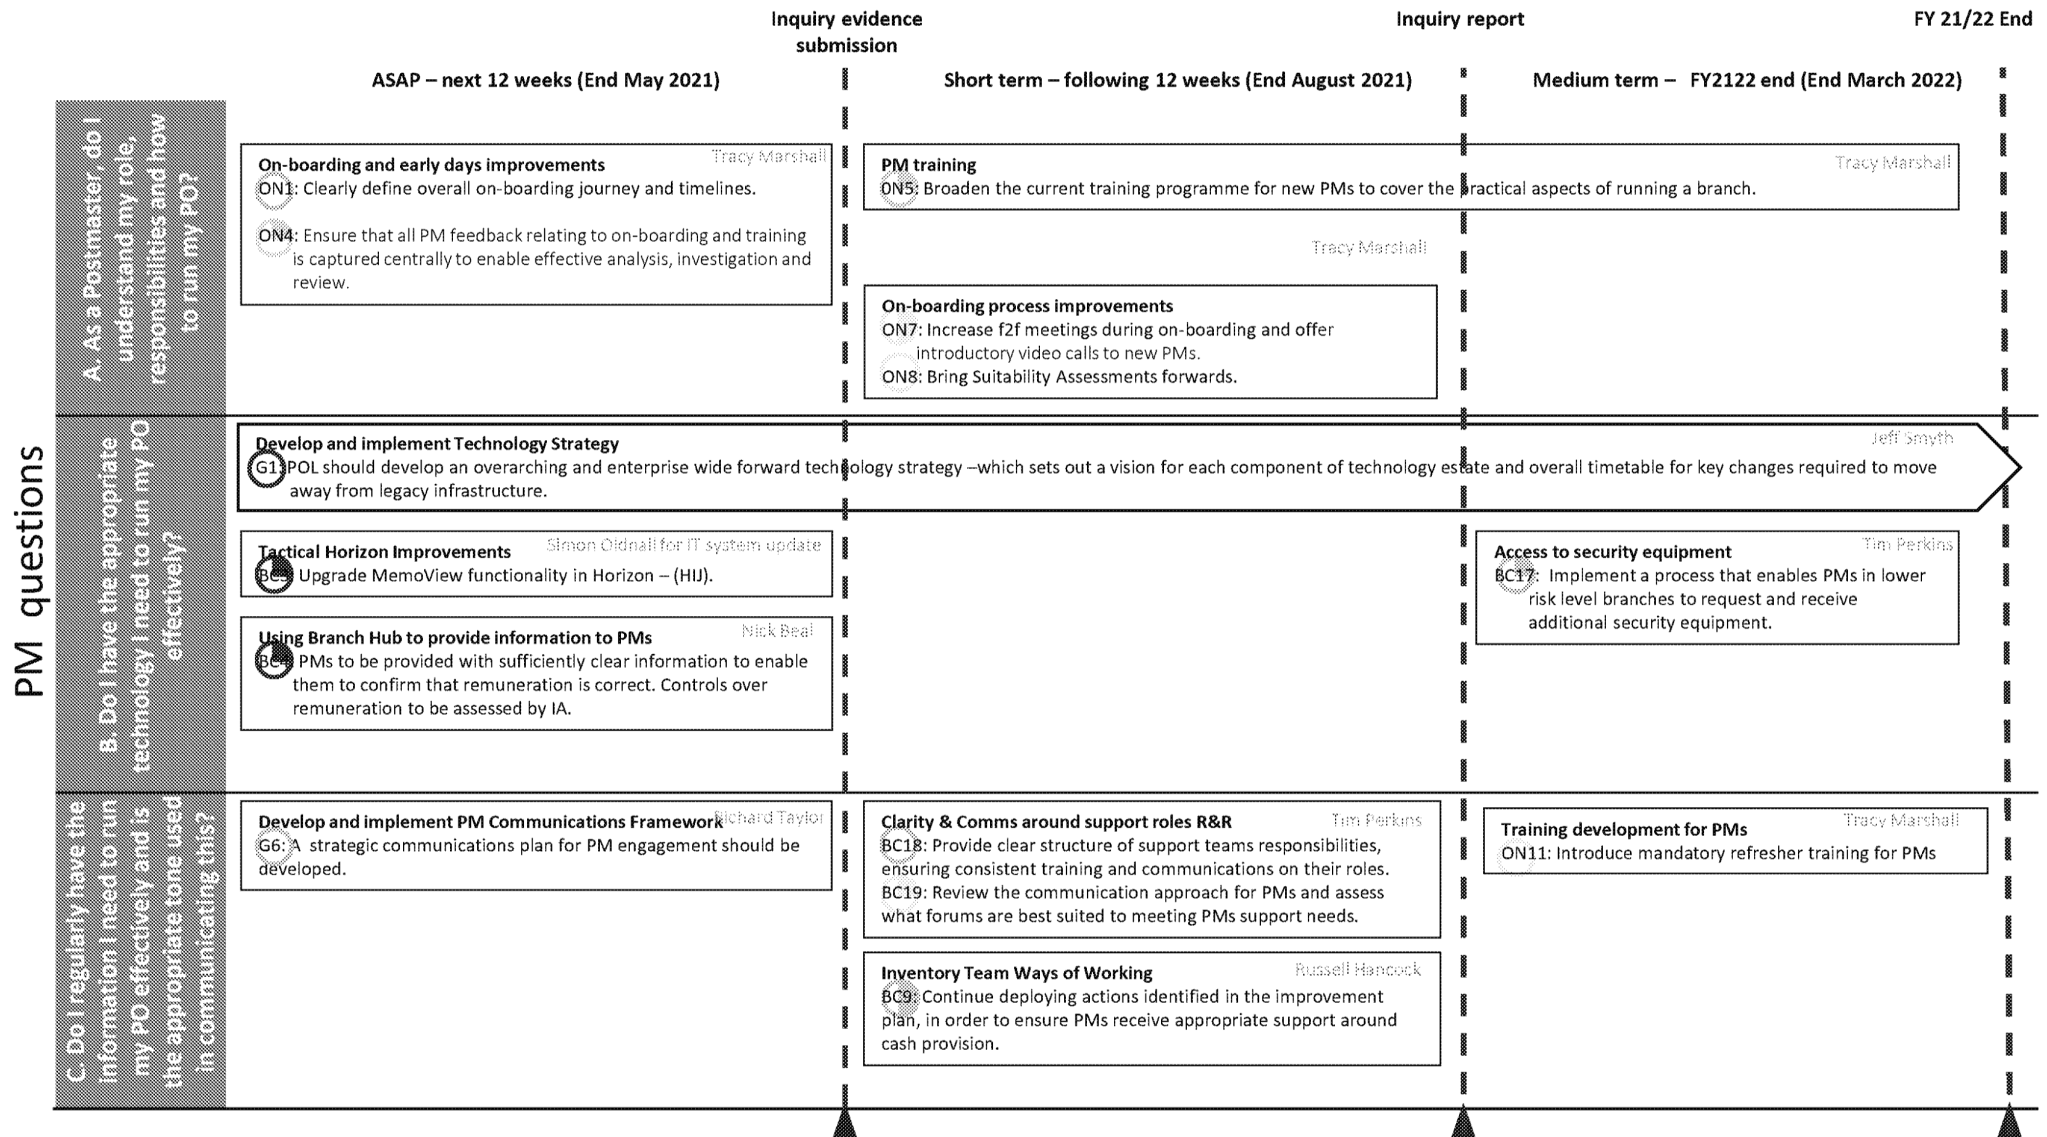 Inquiry evidence
submission
Inquiry report
FY 21/22 End
ASAP – next 12 weeks (End May 2021)
Short term – following 12 weeks (End August 2021)
Medium term – FY2122 end (End March 2022)
PM questions
A. As a Postmaster, do I
understand my role,
responsibilities and how
to run my PO?
On-boarding and early days improvements
Tracy Marshall
ON1: Clearly define overall on-boarding journey and timelines.
ON4: Ensure that all PM feedback relating to on-boarding and training
is captured centrally to enable effective analysis, investigation and
review.
PM training
Tracy Marshall
ON5: Broaden the current training programme for new PMs to cover the practical aspects of running a branch.
Tracy Marshall
On-boarding process improvements
ON7: Increase f2f meetings during on-boarding and offer
introductory video calls to new PMs.
ON8: Bring Suitability Assessments forwards.
B. Do I have the appropriate
technology I need to run my PO
effectively?
Develop and implement Technology Strategy
Jeff Smyth
G1: POL should develop an overarching and enterprise wide forward technology strategy –which sets out a vision for each component of technology estate and overall timetable for key changes required to move
away from legacy infrastructure.
Tactical Horizon Improvements
Simon Oldnall for IT system update
BC3: Upgrade MemoView functionality in Horizon – (HIJ).
Using Branch Hub to provide information to PMs
Nick Beal
BC4: PMs to be provided with sufficiently clear information to enable
them to confirm that remuneration is correct. Controls over
remuneration to be assessed by IA.
Access to security equipment
Tim Perkins
BC17: Implement a process that enables PMs in lower
risk level branches to request and receive
additional security equipment.
C. Do I regularly have the
information I need to run
my PO effectively and is
the appropriate tone used
in communicating this?
Develop and implement PM Communications Framework
Richard Taylor
G6: A strategic communications plan for PM engagement should be
developed.
Clarity & Comms around support roles R&R
Tim Perkins
BC18: Provide clear structure of support teams responsibilities,
ensuring consistent training and communications on their roles.
BC19: Review the communication approach for PMs and assess
what forums are best suited to meeting PMs support needs.
Inventory Team Ways of Working
Russell Hancock
BC9: Continue deploying actions identified in the improvement
plan, in order to ensure PMs receive appropriate support around
cash provision.
Training development for PMs
Tracy Marshall
ON11: Introduce mandatory refresher training for PMs